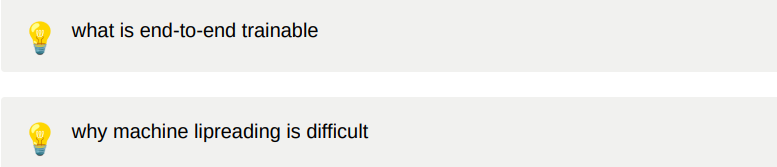 what is end-to-end trainable
why machine lipreading is difficult